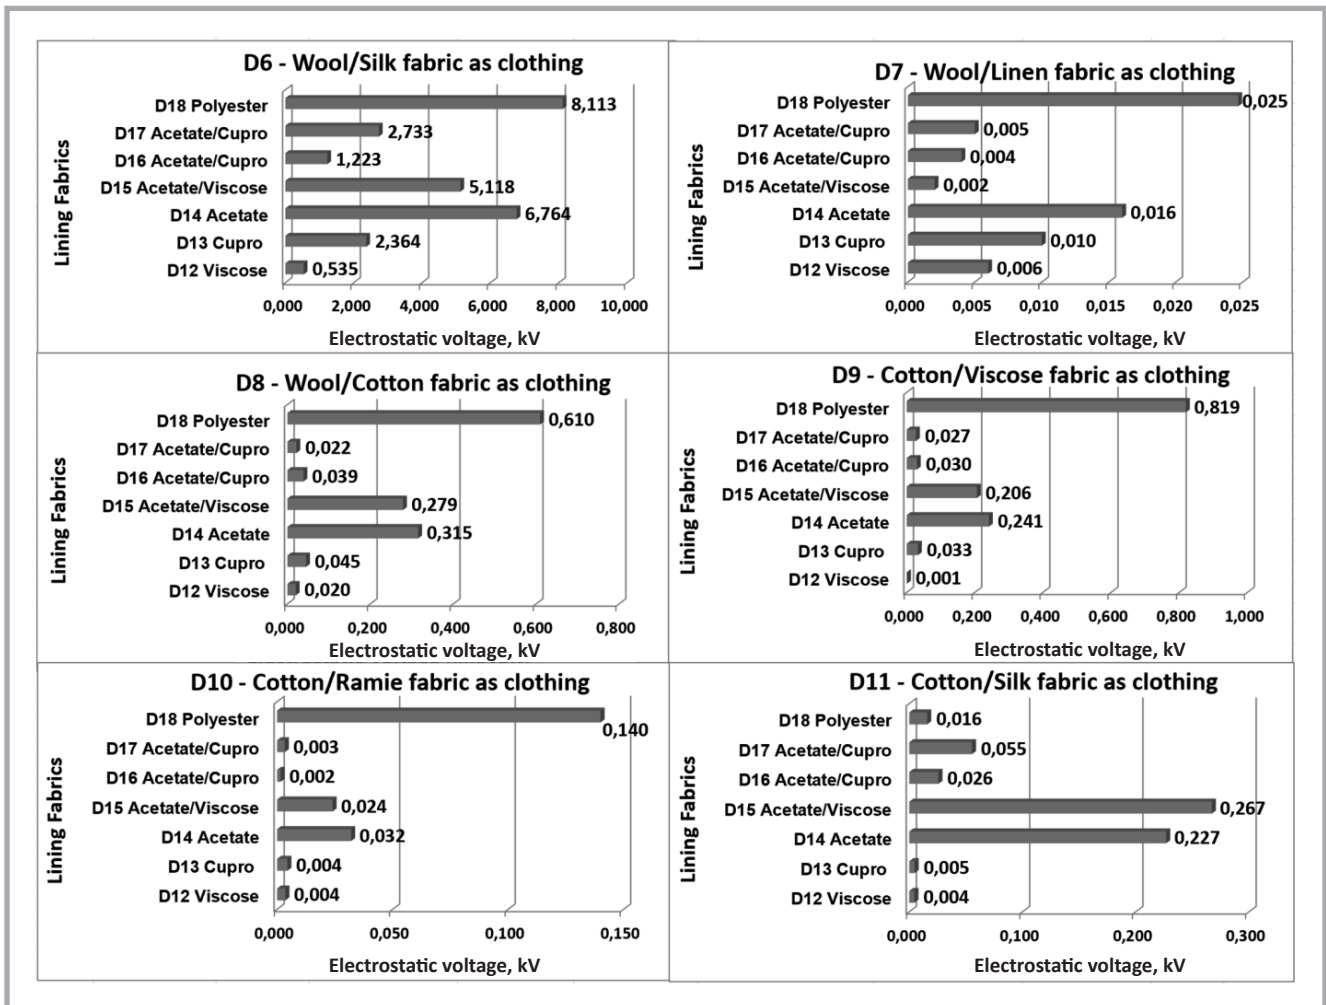 D6 - Wool/Silk fabric as clothing
Lining Fabrics
D18 Polyester 8,113
D17 Acetate/Cupro 2,733
D16 Acetate/Cupro 1,223
D15 Acetate/Viscose 5,118
D14 Acetate 6,764
D13 Cupro 2,364
D12 Viscose 0,535
0,000 2,000 4,000 6,000 8,000 10,000
Electrostatic voltage, kV
D7 - Wool/Linen fabric as clothing
Lining Fabrics
D18 Polyester 0,025
D17 Acetate/Cupro 0,005
D16 Acetate/Cupro 0,004
D15 Acetate/Viscose 0,002
D14 Acetate 0,016
D13 Cupro 0,010
D12 Viscose 0,006
0,000 0,005 0,010 0,015 0,020 0,025
Electrostatic voltage, kV
D8 - Wool/Cotton fabric as clothing
Lining Fabrics
D18 Polyester 0,610
D17 Acetate/Cupro 0,022
D16 Acetate/Cupro 0,039
D15 Acetate/Viscose 0,279
D14 Acetate 0,315
D13 Cupro 0,045
D12 Viscose 0,020
0,000 0,200 0,400 0,600 0,800
Electrostatic voltage, kV
D9 - Cotton/Viscose fabric as clothing
Lining Fabrics
D18 Polyester 0,819
D17 Acetate/Cupro 0,027
D16 Acetate/Cupro 0,030
D15 Acetate/Viscose 0,206
D14 Acetate 0,241
D13 Cupro 0,033
D12 Viscose 0,001
0,000 0,200 0,400 0,600 0,800 1,000
Electrostatic voltage, kV
D10 - Cotton/Ramie fabric as clothing
Lining Fabrics
D18 Polyester 0,140
D17 Acetate/Cupro 0,003
D16 Acetate/Cupro 0,002
D15 Acetate/Viscose 0,024
D14 Acetate 0,032
D13 Cupro 0,004
D12 Viscose 0,004
0,000 0,050 0,100 0,150
Electrostatic voltage, kV
D11 - Cotton/Silk fabric as clothing
Lining Fabrics
D18 Polyester 0,016
D17 Acetate/Cupro 0,055
D16 Acetate/Cupro 0,026
D15 Acetate/Viscose 0,267
D14 Acetate 0,227
D13 Cupro 0,005
D12 Viscose 0,004
0,000 0,100 0,200 0,300
Electrostatic voltage, kV